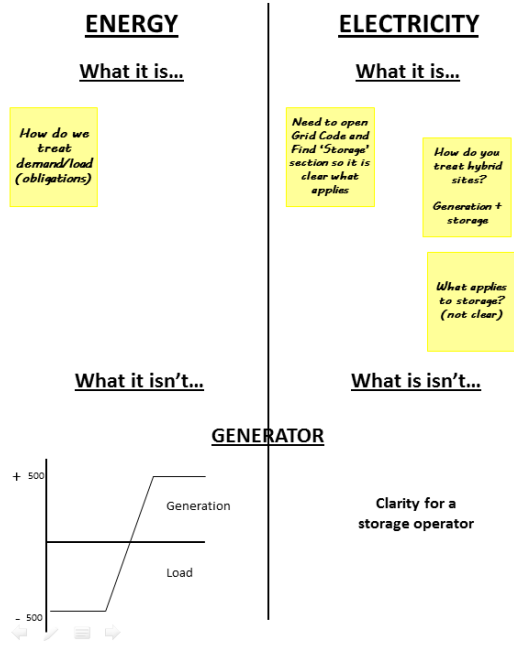 ENERGY
What it is...
How do we
treat
demand/load
(obligations)
ELECTRICITY
What it is...
Need to open
Grid Code and
Find ‘Storage’
section so it is
clear what
applies
How do you
treat hybrid
sites?
Generation +
storage
What applies
to storage?
(not clear)
What it isn’t...
What is isn’t...
GENERATOR
+ 500
Generation
Load
- 500
Clarity for a
storage operator